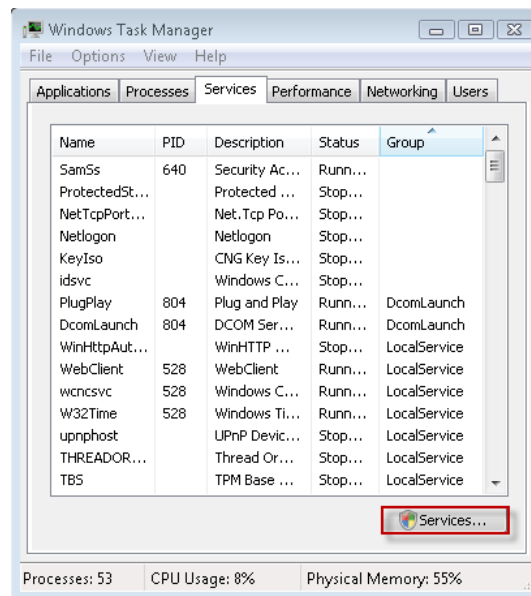 Windows Task Manager
File Options View Help
Applications Processes Services Performance Networking Users
Name PID Description Status Group
SamSs 640 Security Ac... Runn...
ProtectedSt... Protected ... Stop...
NetTcpPort... Net.Tcp Po... Stop...
Netlogon Netlogon Stop...
KeyIso CNG Key Is... Stop...
idsvc Windows C... Stop...
PlugPlay 804 Plug and Play Runn... DcomLaunch
DcomLaunch 804 DCOM Ser... Runn... DcomLaunch
WinHttpAut... WinHTTP ... Stop... LocalService
WebClient 528 WebClient Runn... LocalService
wcncsvc 528 Windows C... Runn... LocalService
W32Time 528 Windows Ti... Runn... LocalService
upnphost UPnP Devic... Stop... LocalService
THREADOR... Thread Or... Stop... LocalService
TBS TPM Base ... Stop... LocalService
Services...
Processes: 53 CPU Usage: 8% Physical Memory: 55%